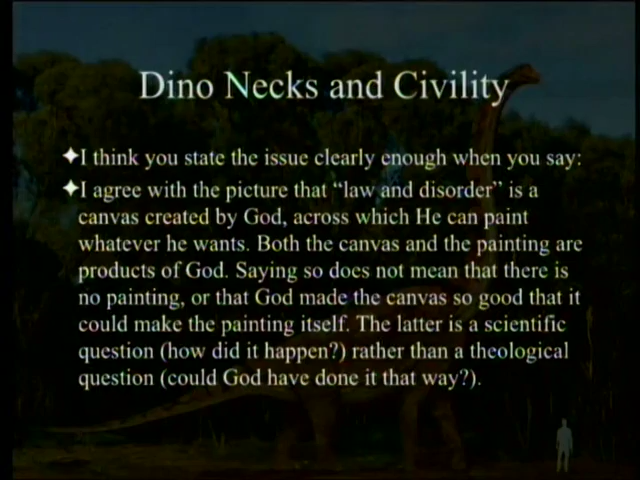 Dino Necks and Civility
✦I think you state the issue clearly enough when you say:
✦I agree with the picture that “law and disorder” is a
canvas created by God, across which He can paint
whatever he wants. Both the canvas and the painting are
products of God. Saying so does not mean that there is
no painting, or that God made the canvas so good that it
could make the painting itself. The latter is a scientific
question (how did it happen?) rather than a theological
question (could God have done it that way?).